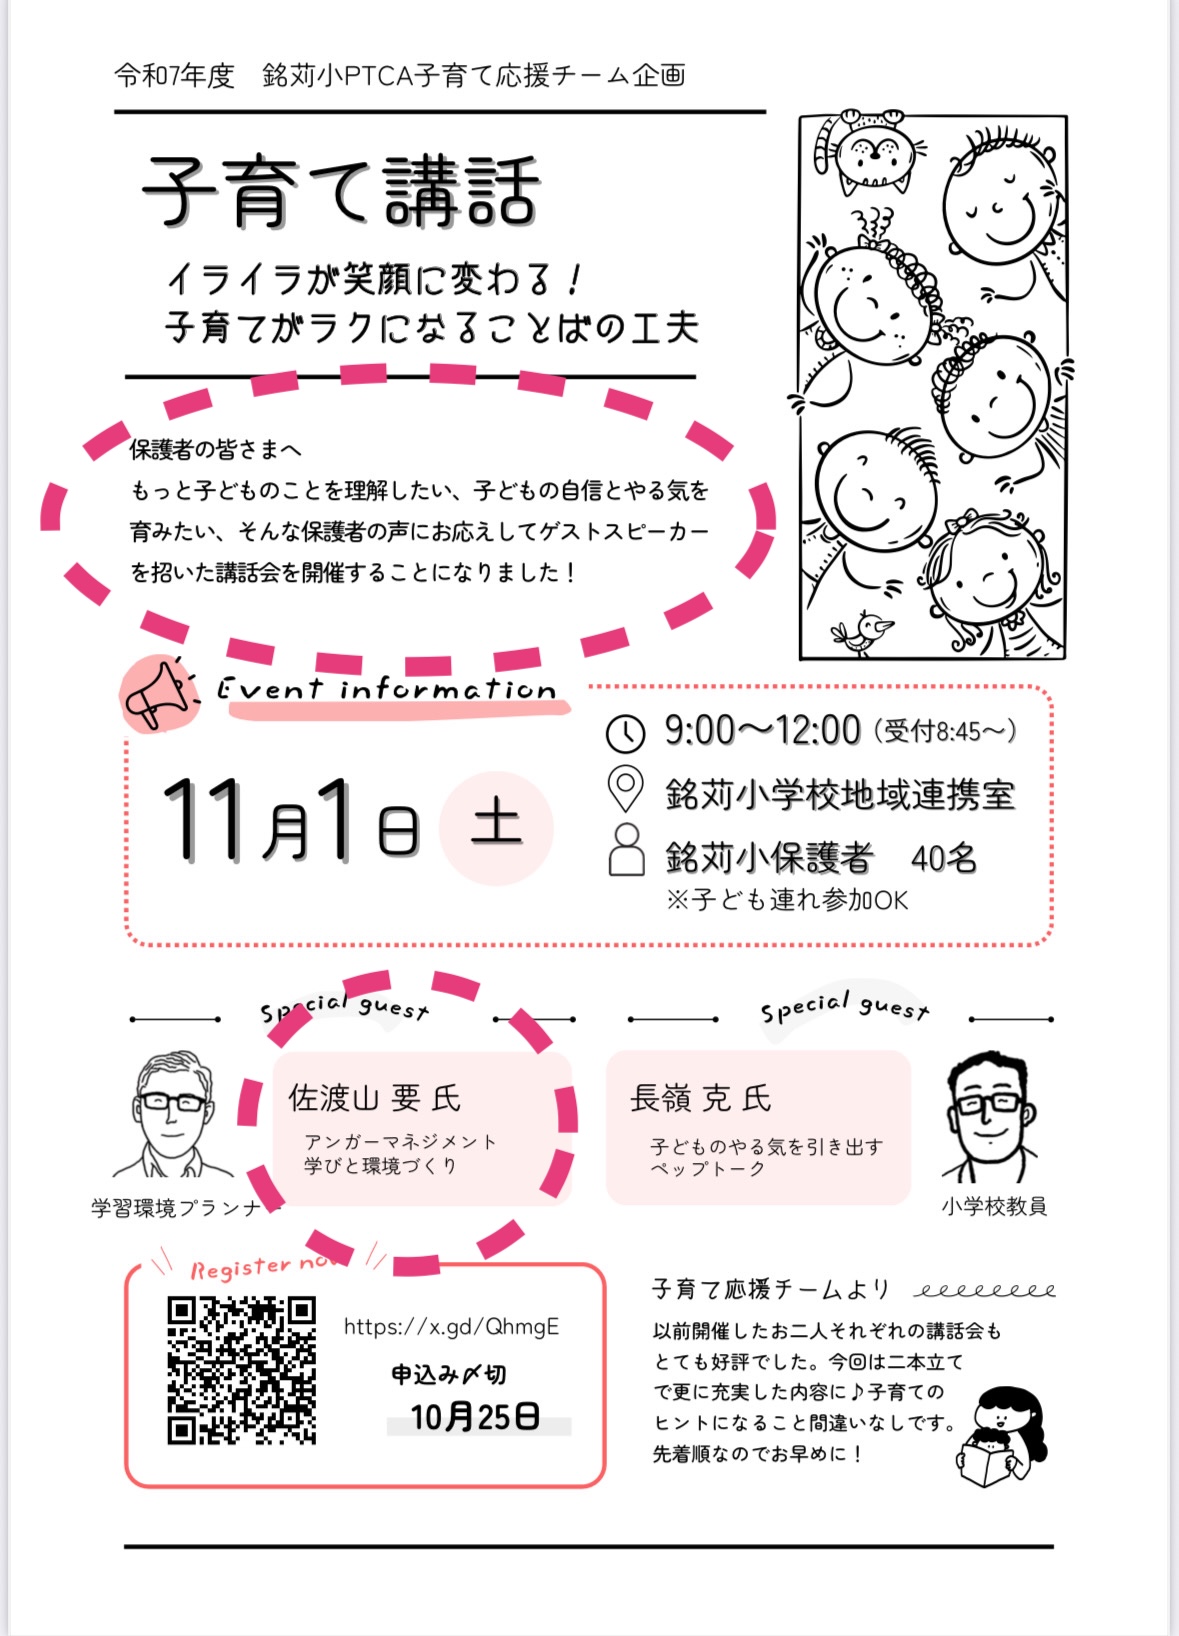 令和7年度　銘苅小PTCA子育て応援チーム企画
子育て講話
イライラが笑顔に変わる！
子育てがラクになることばの工夫
保護者の皆さまへ
もっと子どものことを理解したい、子どもの自信とやる気を
育みたい、そんな保護者の声にお応えしてゲストスピーカー
を招いた講話会を開催することになりました！
Event information
11月1日 土
9:00〜12:00（受付8:45〜）
銘苅小学校地域連携室
銘苅小保護者　40名
※子ども連れ参加OK
Special guest
佐渡山 要 氏
アンガーマネジメント
学びと環境づくり
学習環境プランナー
Special guest
長嶺 克 氏
子どものやる気を引き出す
ペップトーク
小学校教員
Register now
https://x.gd/QhmgE
申込み〆切
10月25日
子育て応援チームより
以前開催したお二人それぞれの講話会も
とても好評でした。今回は二本立て
で更に充実した内容に♪子育ての
ヒントになること間違いなしです。
先着順なのでお早めに！